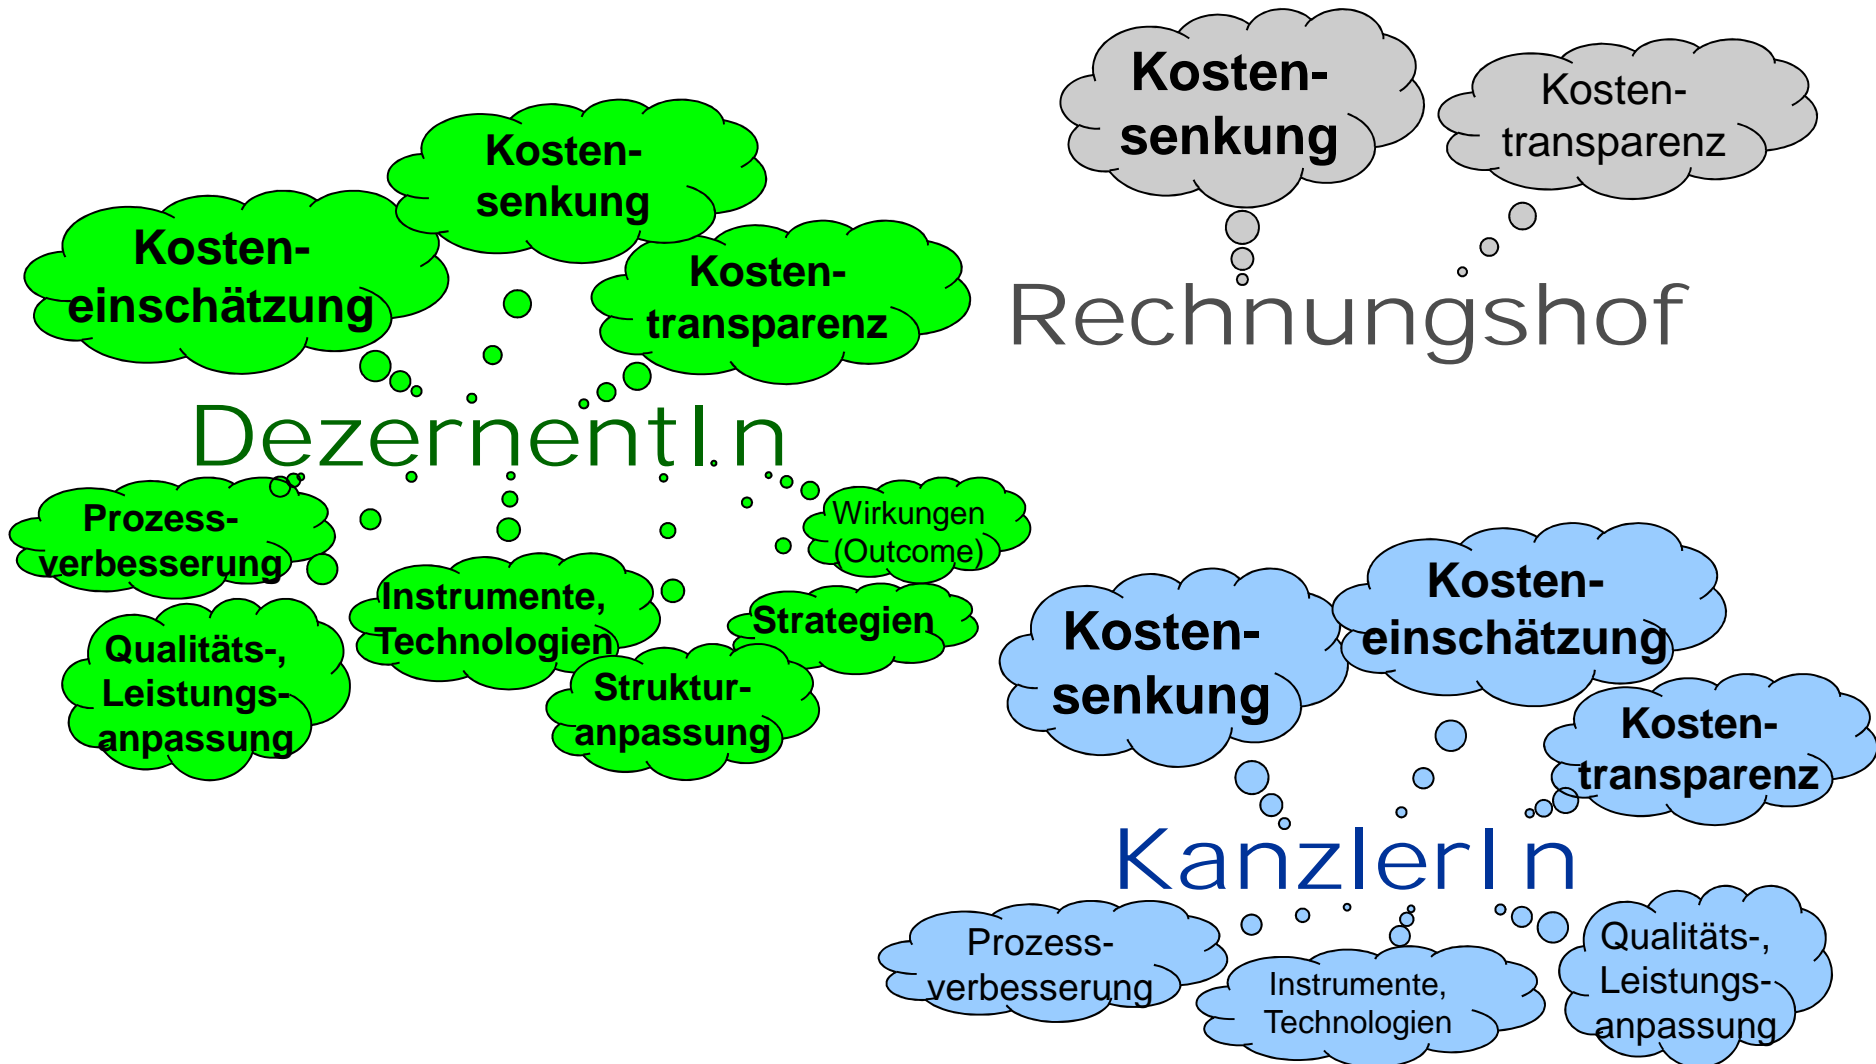 Kosten-
senkung
Kosten-
transparenz
Rechnungshof
Kosten-
einschätzung
Kosten-
senkung
Kosten-
transparenz
DezernentIn
Prozess-
verbesserung
Qualitäts-,
Leistungs-
anpassung
Instrumente,
Technologien
Struktur-
anpassung
Strategien
Wirkungen
(Outcome)
Kosten-
senkung
Kosten-
einschätzung
Kosten-
transparenz
KanzlerIn
Prozess-
verbesserung
Instrumente,
Technologien
Qualitäts-,
Leistungs-
anpassung